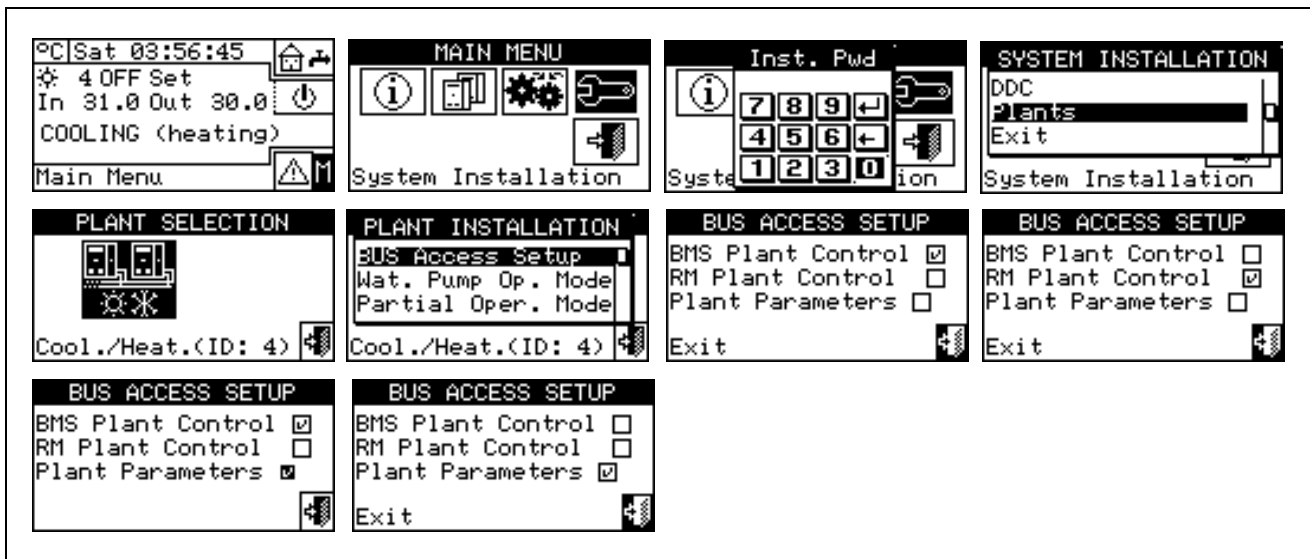 °C Sat 03:56:45
4 OFF Set
In 31.0 Out 30.0
COOLING (heating)
Main Menu M
MAIN MENU
i
System Installation
Inst. Pwd
i
7 8 9
4 5 6
1 2 3 0
Syste ion
SYSTEM INSTALLATION
DDC
Plants
Exit
System Installation
PLANT SELECTION
Cool./Heat.(ID: 4)
PLANT INSTALLATION
BUS Access Setup
Wat. Pump Op. Mode
Partial Oper. Mode
Cool./Heat.(ID: 4)
BUS ACCESS SETUP
BMS Plant Control
RM Plant Control
Plant Parameters
Exit
BUS ACCESS SETUP
BMS Plant Control
RM Plant Control
Plant Parameters
Exit
BUS ACCESS SETUP
BMS Plant Control
RM Plant Control
Plant Parameters
BUS ACCESS SETUP
BMS Plant Control
RM Plant Control
Plant Parameters
Exit